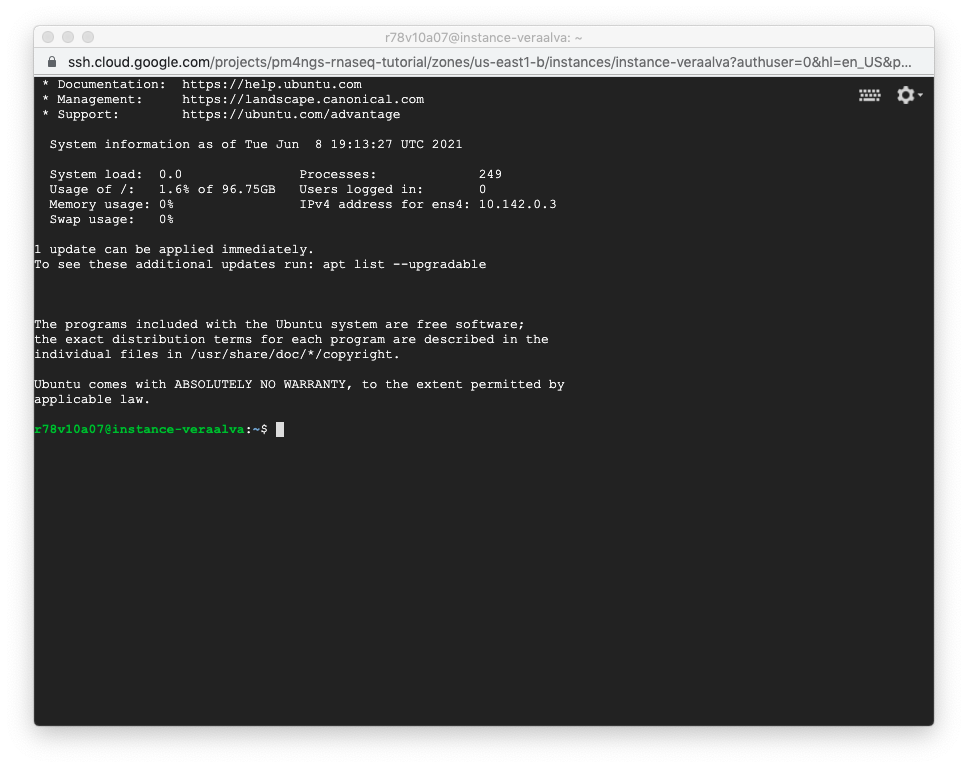 r78v10a07@instance-veraalva: ~
ssh.cloud.google.com/projects/pm4ngs-rnaseq-tutorial/zones/us-east1-b/instances/instance-veraalva?authuser=0&hl=en_US&p...
* Documentation:  https://help.ubuntu.com
* Management:     https://landscape.canonical.com
* Support:        https://ubuntu.com/advantage
System information as of Tue Jun  8 19:13:27 UTC 2021
System load:  0.0               Processes:             249
Usage of /:   1.6% of 96.75GB   Users logged in:       0
Memory usage: 0%                IPv4 address for ens4: 10.142.0.3
Swap usage:   0%
1 update can be applied immediately.
To see these additional updates run: apt list --upgradable
The programs included with the Ubuntu system are free software;
the exact distribution terms for each program are described in the
individual files in /usr/share/doc/*/copyright.
Ubuntu comes with ABSOLUTELY NO WARRANTY, to the extent permitted by
applicable law.
r78v10a07@instance-veraalva:~$